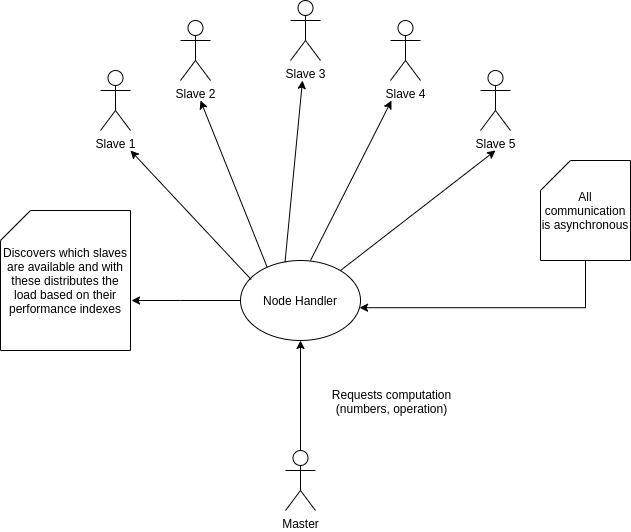 Slave 3
Slave 2
Slave 4
Slave 1
Slave 5
All
communication
is asynchronous
Discovers which slaves
are available and with
these distributes the
load based on their
performance indexes
Node Handler
Requests computation
(numbers, operation)
Master